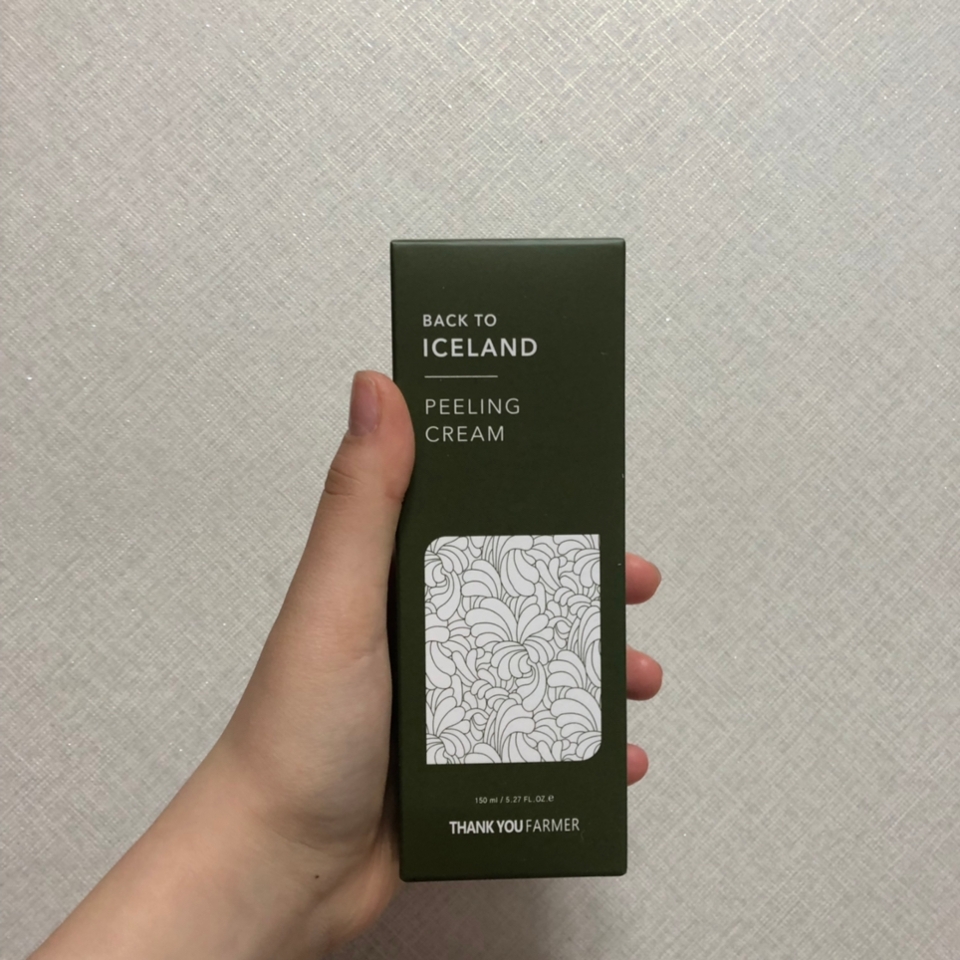 BACK TO
ICELAND
PEELING
CREAM
150 ml / 5.27 FL.OZ.℮
THANK YOU FARMER